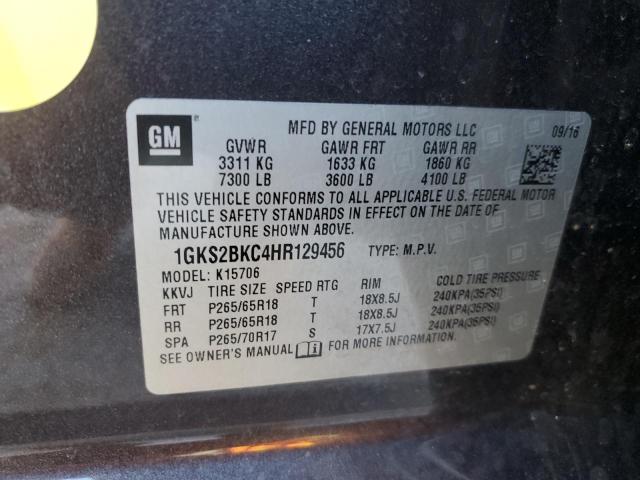 GM
MFD BY GENERAL MOTORS LLC 09/16
GVWR GAWR FRT GAWR RR
3311 KG 1633 KG 1860 KG
7300 LB 3600 LB 4100 LB
THIS VEHICLE CONFORMS TO ALL APPLICABLE U.S. FEDERAL MOTOR
VEHICLE SAFETY STANDARDS IN EFFECT ON THE DATE OF
MANUFACTURE SHOWN ABOVE.
1GKS2BKC4HR129456 TYPE: M.P.V.
MODEL: K15706
KKVJ TIRE SIZE SPEED RTG RIM COLD TIRE PRESSURE
FRT P265/65R18 T 18X8.5J 240KPA(35PSI)
RR P265/65R18 T 18X8.5J 240KPA(35PSI)
SPA P265/70R17 S 17X7.5J 240KPA(35PSI)
SEE OWNER'S MANUAL i FOR MORE INFORMATION.